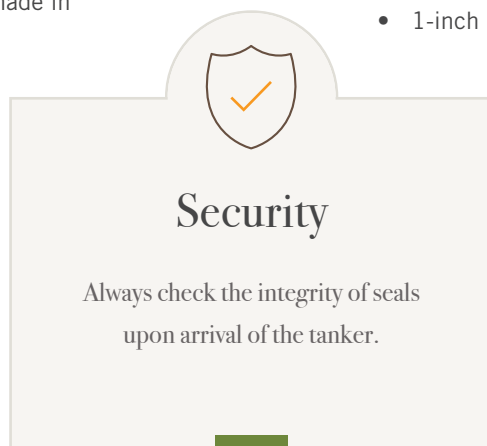 • 1-inch
Security
Always check the integrity of seals
upon arrival of the tanker.